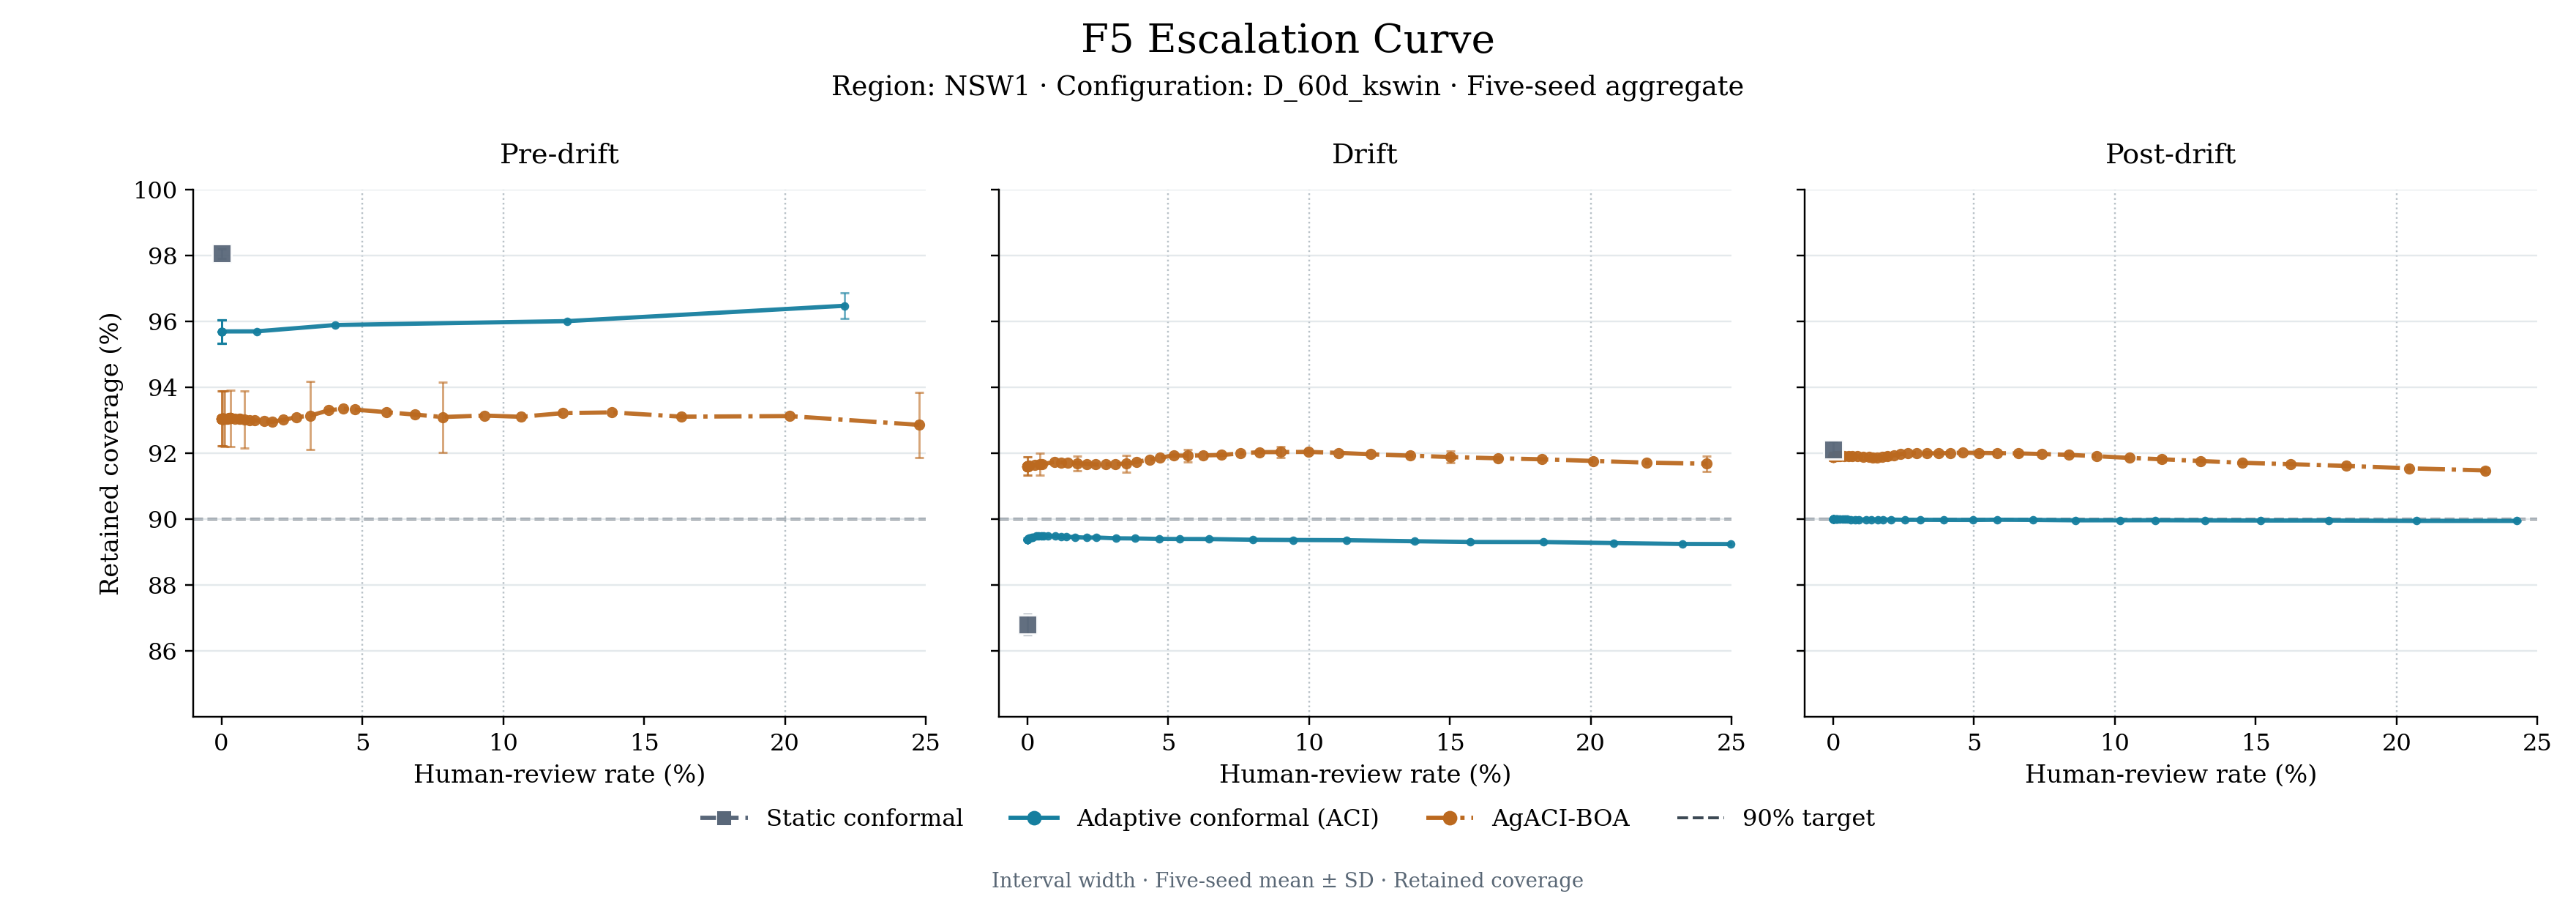 F5 Escalation Curve
Region: NSW1 · Configuration: D_60d_kswin · Five-seed aggregate
Pre-drift
Drift
Post-drift
Retained coverage (%)
100
98
96
94
92
90
88
86
0 5 10 15 20 25
0 5 10 15 20 25
0 5 10 15 20 25
Human-review rate (%)
Human-review rate (%)
Human-review rate (%)
Static conformal
Adaptive conformal (ACI)
AgACI-BOA
90% target
Interval width · Five-seed mean ± SD · Retained coverage